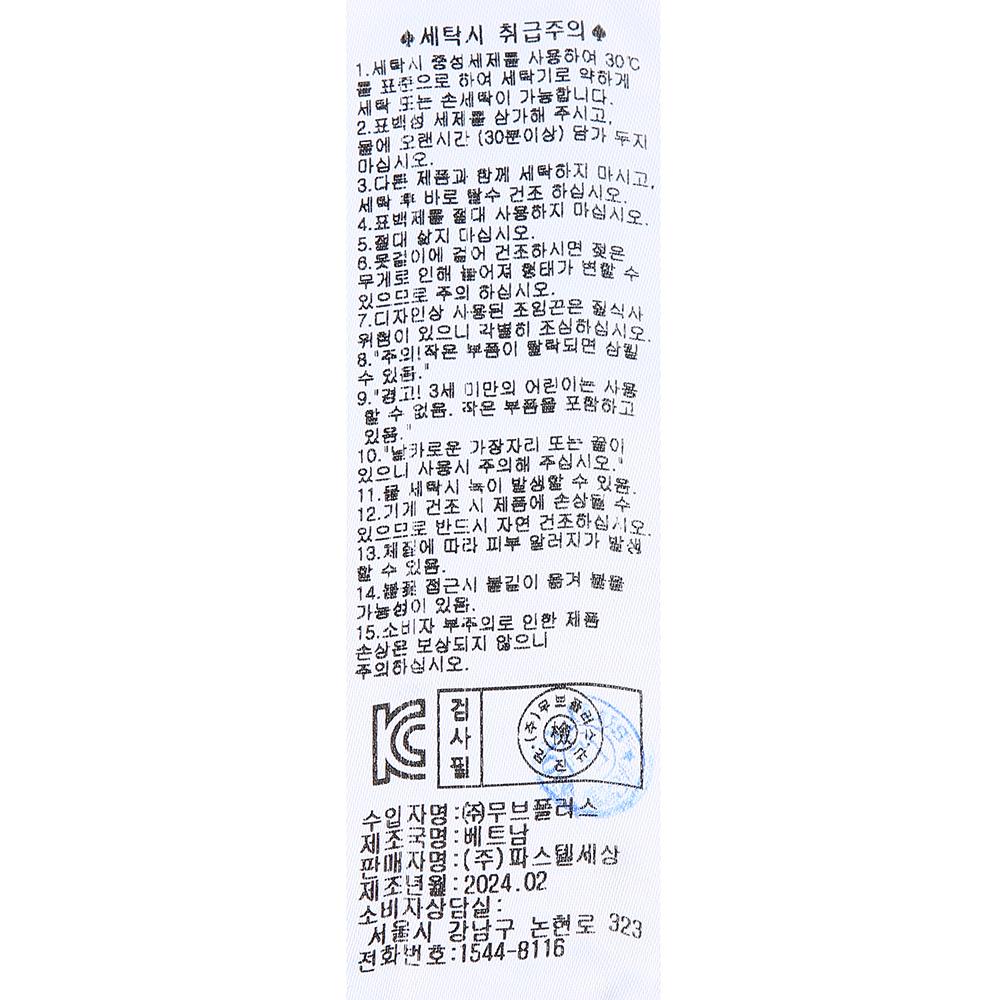 ♠세탁시 취급주의♠
1.세탁시 중성세제를 사용하여 30℃
를 표준으로 하여 세탁기로 약하게
세탁 또는 손세탁이 가능합니다.
2.표백성 세제를 삼가해 주시고,
물에 오랜시간 (30분이상) 담가 두지
마십시오.
3.다른 제품과 함께 세탁하지 마시고,
세탁 후 바로 탈수 건조 하십시오.
4.표백제를 절대 사용하지 마십시오.
5.절대 삶지 마십시오.
6.옷걸이에 걸어 건조하시면 젖은
무게로 인해 늘어져 형태가 변할 수
있으므로 주의 하십시오.
7.디자인상 사용된 조임끈은 질식사
위험이 있으니 각별히 조심하십시오.
8."주의!작은 부품이 탈락되면 삼킬
수 있음."
9."경고!! 3세 미만의 어린이는 사용
할 수 없음. 작은 부품을 포함하고
있음."
10."날카로운 가장자리 또는 끝이
있으니 사용시 주의해 주십시오."
11.물 세탁시 녹이 발생할 수 있음.
12.기계 건조 시 제품에 손상될 수
있으므로 반드시 자연 건조하십시오.
13.체질에 따라 피부 알러지가 발생
할 수 있음.
14.불꽃 접근시 불길이 옮겨 붙을
가능성이 있음.
15.소비자 부주의로 인한 제품
손상은 보상되지 않으니
주의하십시오.
KC
검사필
(주)무브플러스
수입자명:㈜무브플러스
제조국명:베트남
판매자명:(주)파스텔세상
제조년월:2024.02
소비자상담실:
서울시 강남구 논현로 323
전화번호:1544-8116